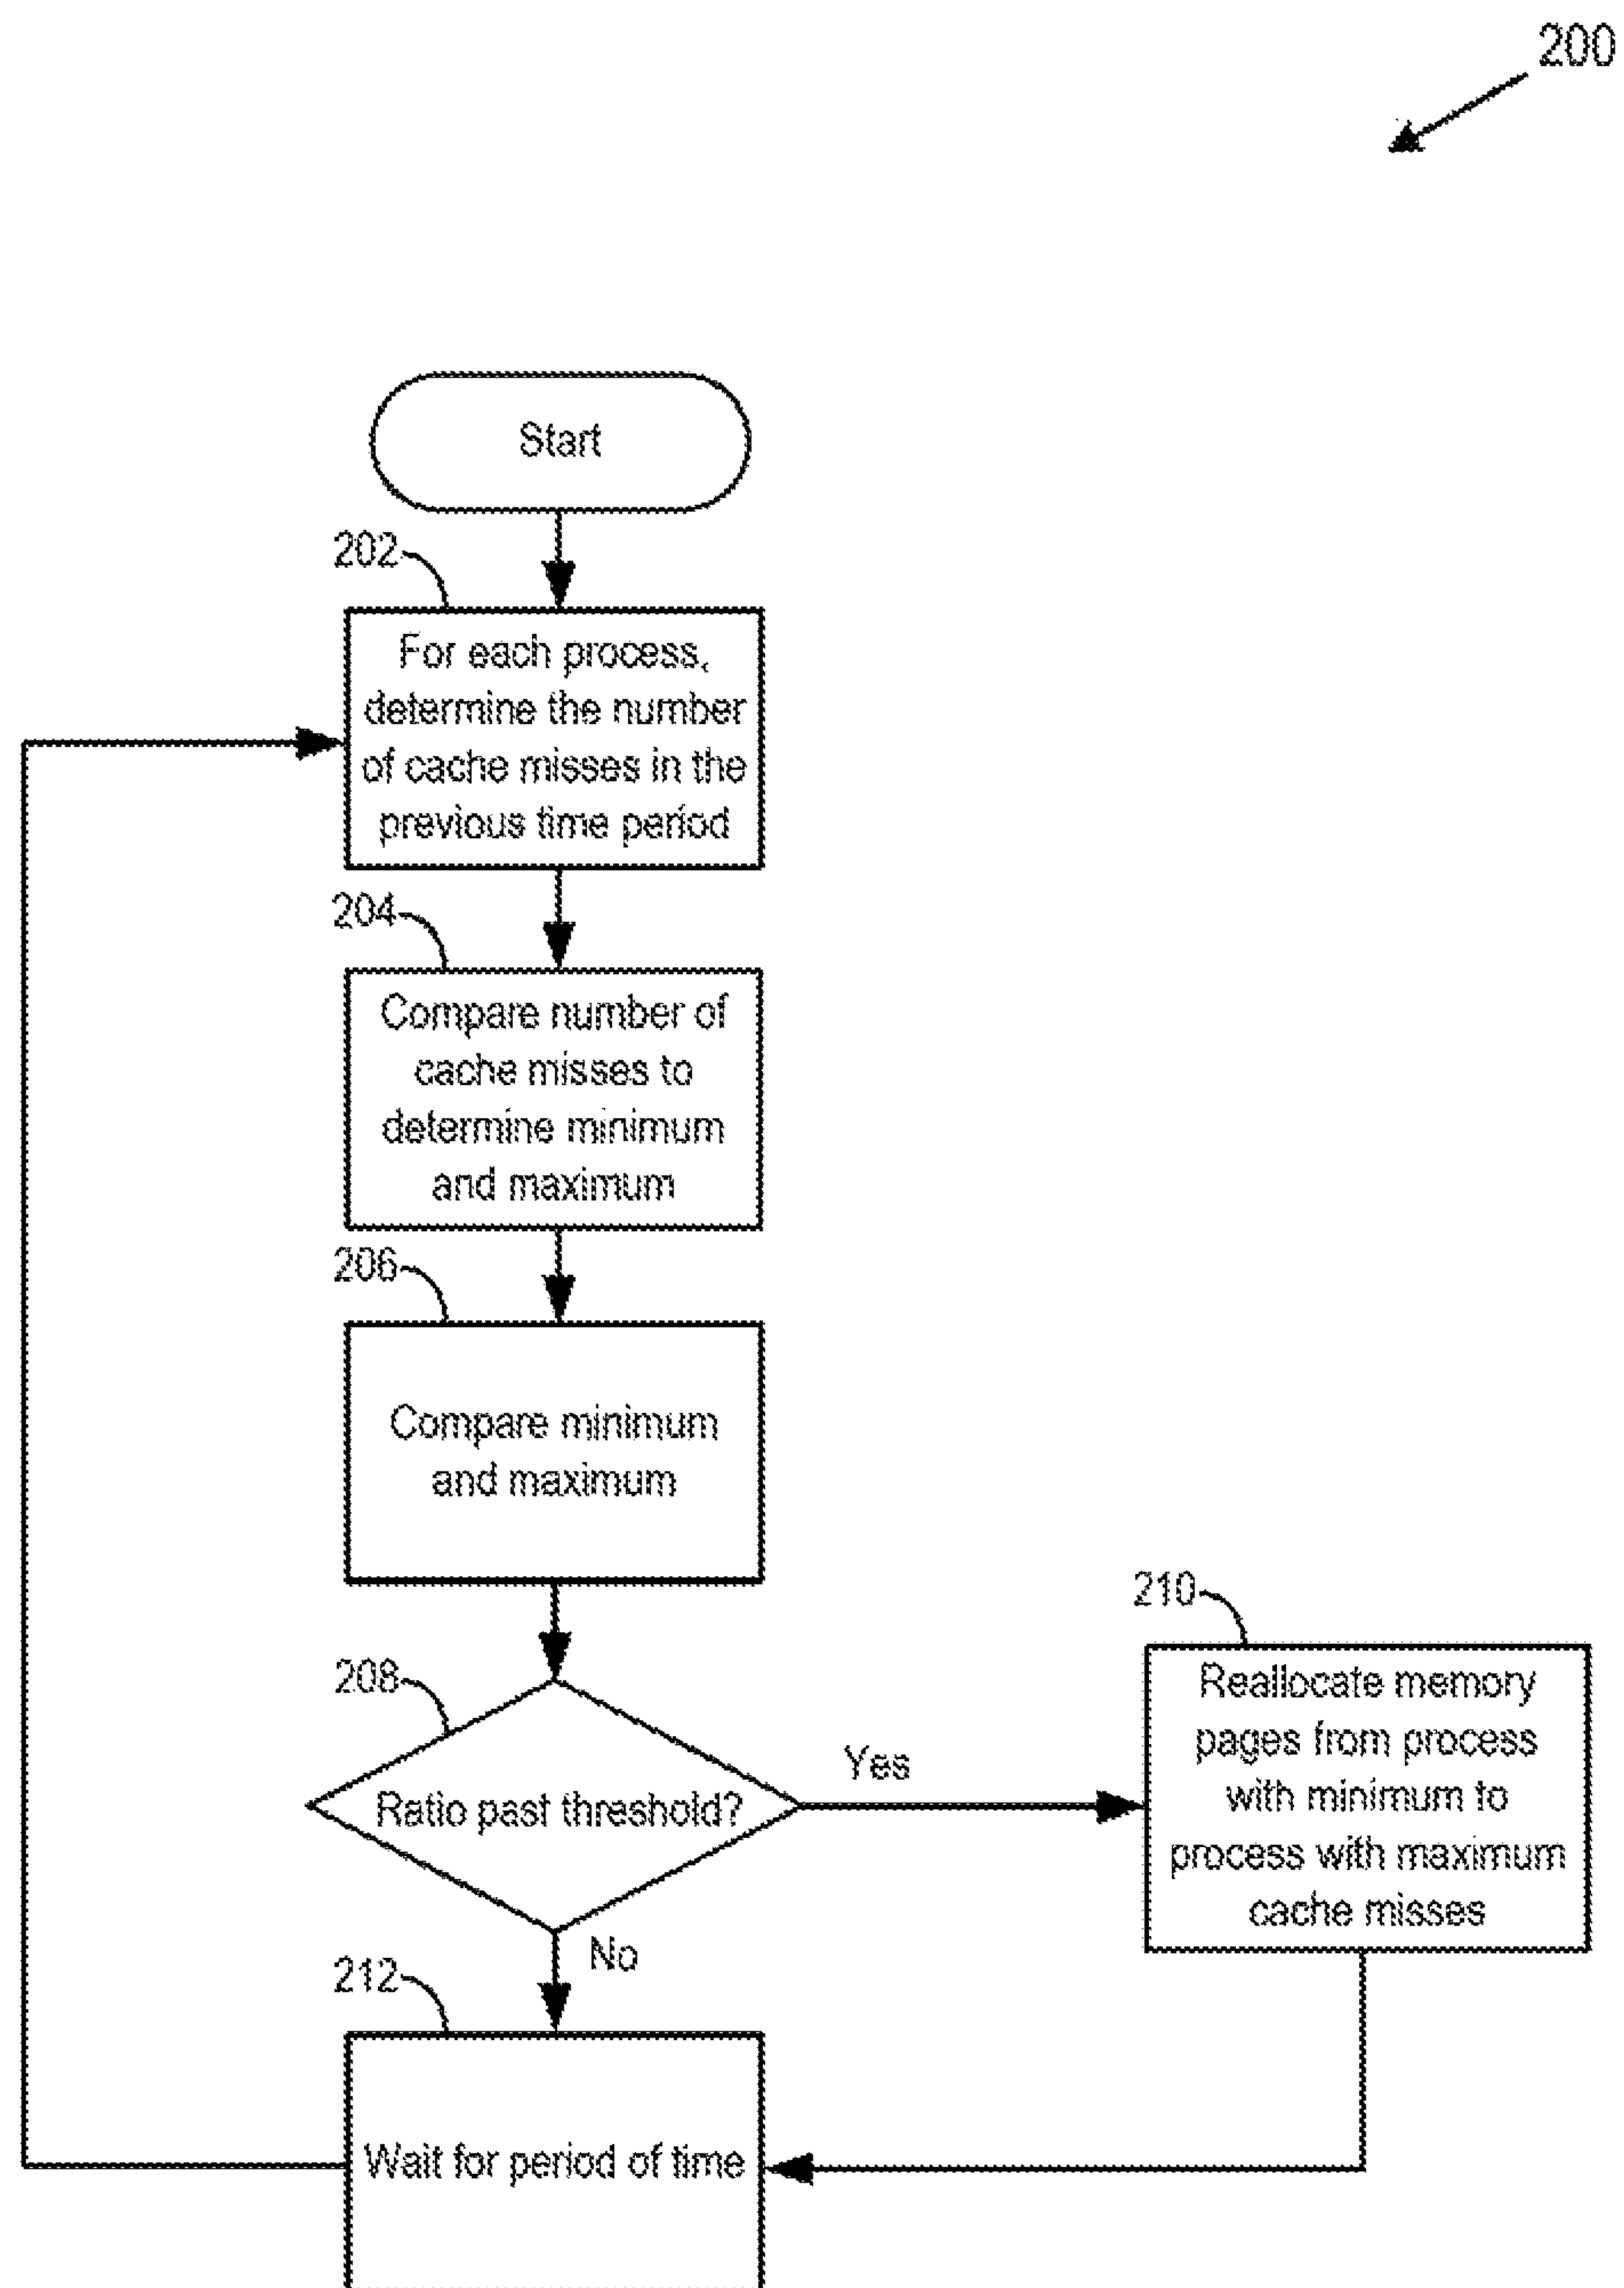 200
Start
202
For each process,
determine the number
of cache misses in the
previous time period
204
Compare number of
cache misses to
determine minimum
and maximum
206
Compare minimum
and maximum
208
Ratio past threshold?
Yes
210
Reallocate memory
pages from process
with minimum to
process with maximum
cache misses
No
212
Wait for period of time